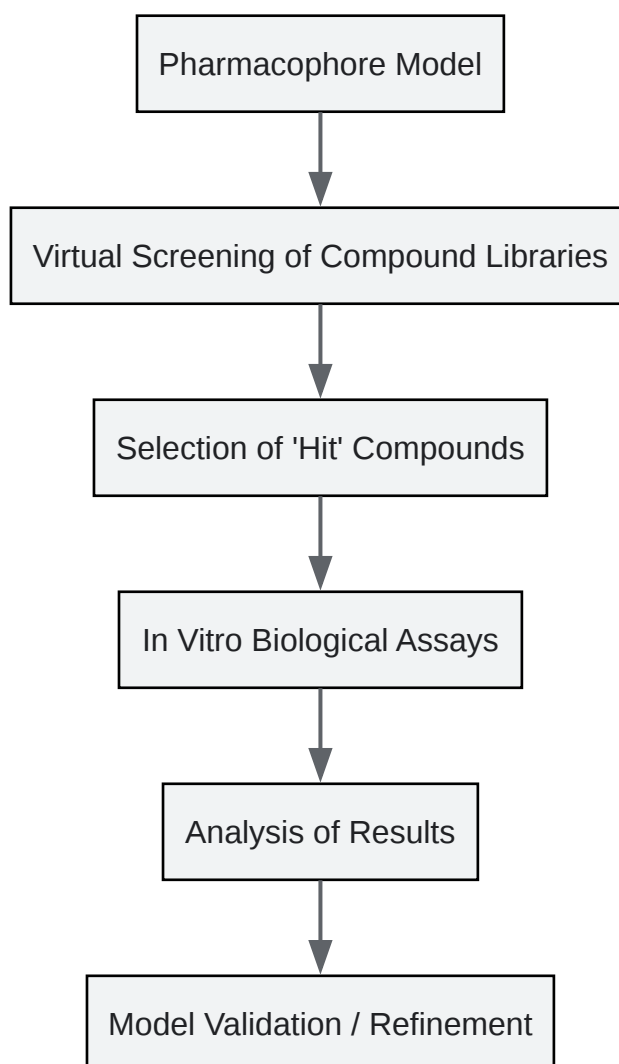 Pharmacophore Model
Virtual Screening of Compound Libraries
Selection of 'Hit' Compounds
In Vitro Biological Assays
Analysis of Results
Model Validation / Refinement